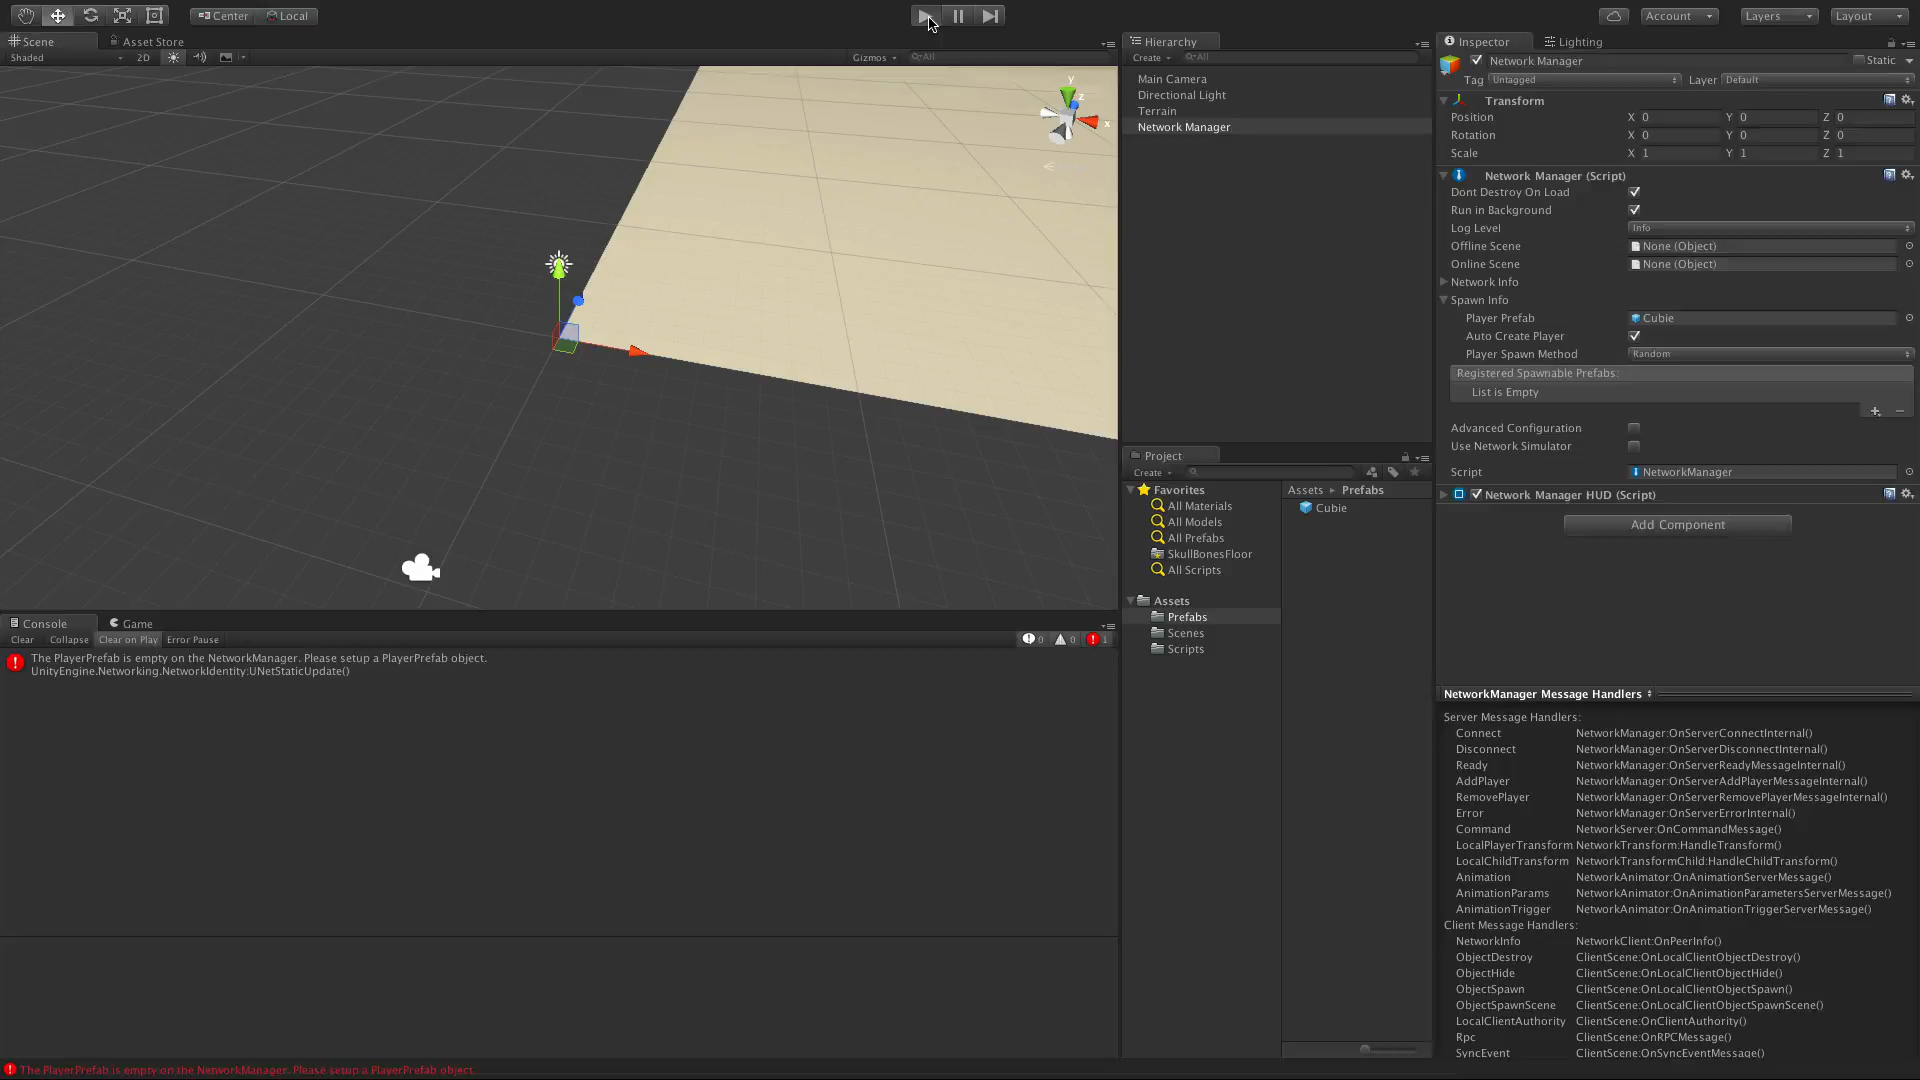 Center Local
Account Layers Layout
Scene Asset Store
Shaded 2D Gizmos All
y
z
x
Hierarchy
Create All
Main Camera
Directional Light
Terrain
Network Manager
Console Game
Clear Collapse Clear on Play Error Pause 0 0 1
The PlayerPrefab is empty on the NetworkManager. Please setup a PlayerPrefab object.
UnityEngine.Networking.NetworkIdentity:UNetStaticUpdate()
The PlayerPrefab is empty on the NetworkManager. Please setup a PlayerPrefab object.
Project
Create
Favorites
All Materials
All Models
All Prefabs
SkullBonesFloor
All Scripts
Assets
Prefabs
Scenes
Scripts
Assets Prefabs
Cubie
Inspector Lighting
Network Manager Static
Tag Untagged Layer Default
Transform
Position X 0 Y 0 Z 0
Rotation X 0 Y 0 Z 0
Scale X 1 Y 1 Z 1
Network Manager (Script)
Dont Destroy On Load
Run in Background
Log Level Info
Offline Scene None (Object)
Online Scene None (Object)
Network Info
Spawn Info
Player Prefab Cubie
Auto Create Player
Player Spawn Method Random
Registered Spawnable Prefabs:
List is Empty
Advanced Configuration
Use Network Simulator
Script NetworkManager
Network Manager HUD (Script)
Add Component
NetworkManager Message Handlers
Server Message Handlers:
Connect NetworkManager:OnServerConnectInternal()
Disconnect NetworkManager:OnServerDisconnectInternal()
Ready NetworkManager:OnServerReadyMessageInternal()
AddPlayer NetworkManager:OnServerAddPlayerMessageInternal()
RemovePlayer NetworkManager:OnServerRemovePlayerMessageInternal()
Error NetworkManager:OnServerErrorInternal()
Command NetworkServer:OnCommandMessage()
LocalPlayerTransform NetworkTransform:HandleTransform()
LocalChildTransform NetworkTransformChild:HandleChildTransform()
Animation NetworkAnimator:OnAnimationServerMessage()
AnimationParams NetworkAnimator:OnAnimationParametersServerMessage()
AnimationTrigger NetworkAnimator:OnAnimationTriggerServerMessage()
Client Message Handlers:
NetworkInfo NetworkClient:OnPeerInfo()
ObjectDestroy ClientScene:OnLocalClientObjectDestroy()
ObjectHide ClientScene:OnLocalClientObjectHide()
ObjectSpawn ClientScene:OnLocalClientObjectSpawn()
ObjectSpawnScene ClientScene:OnLocalClientObjectSpawnScene()
LocalClientAuthority ClientScene:OnClientAuthority()
Rpc ClientScene:OnRPCMessage()
SyncEvent ClientScene:OnSyncEventMessage()